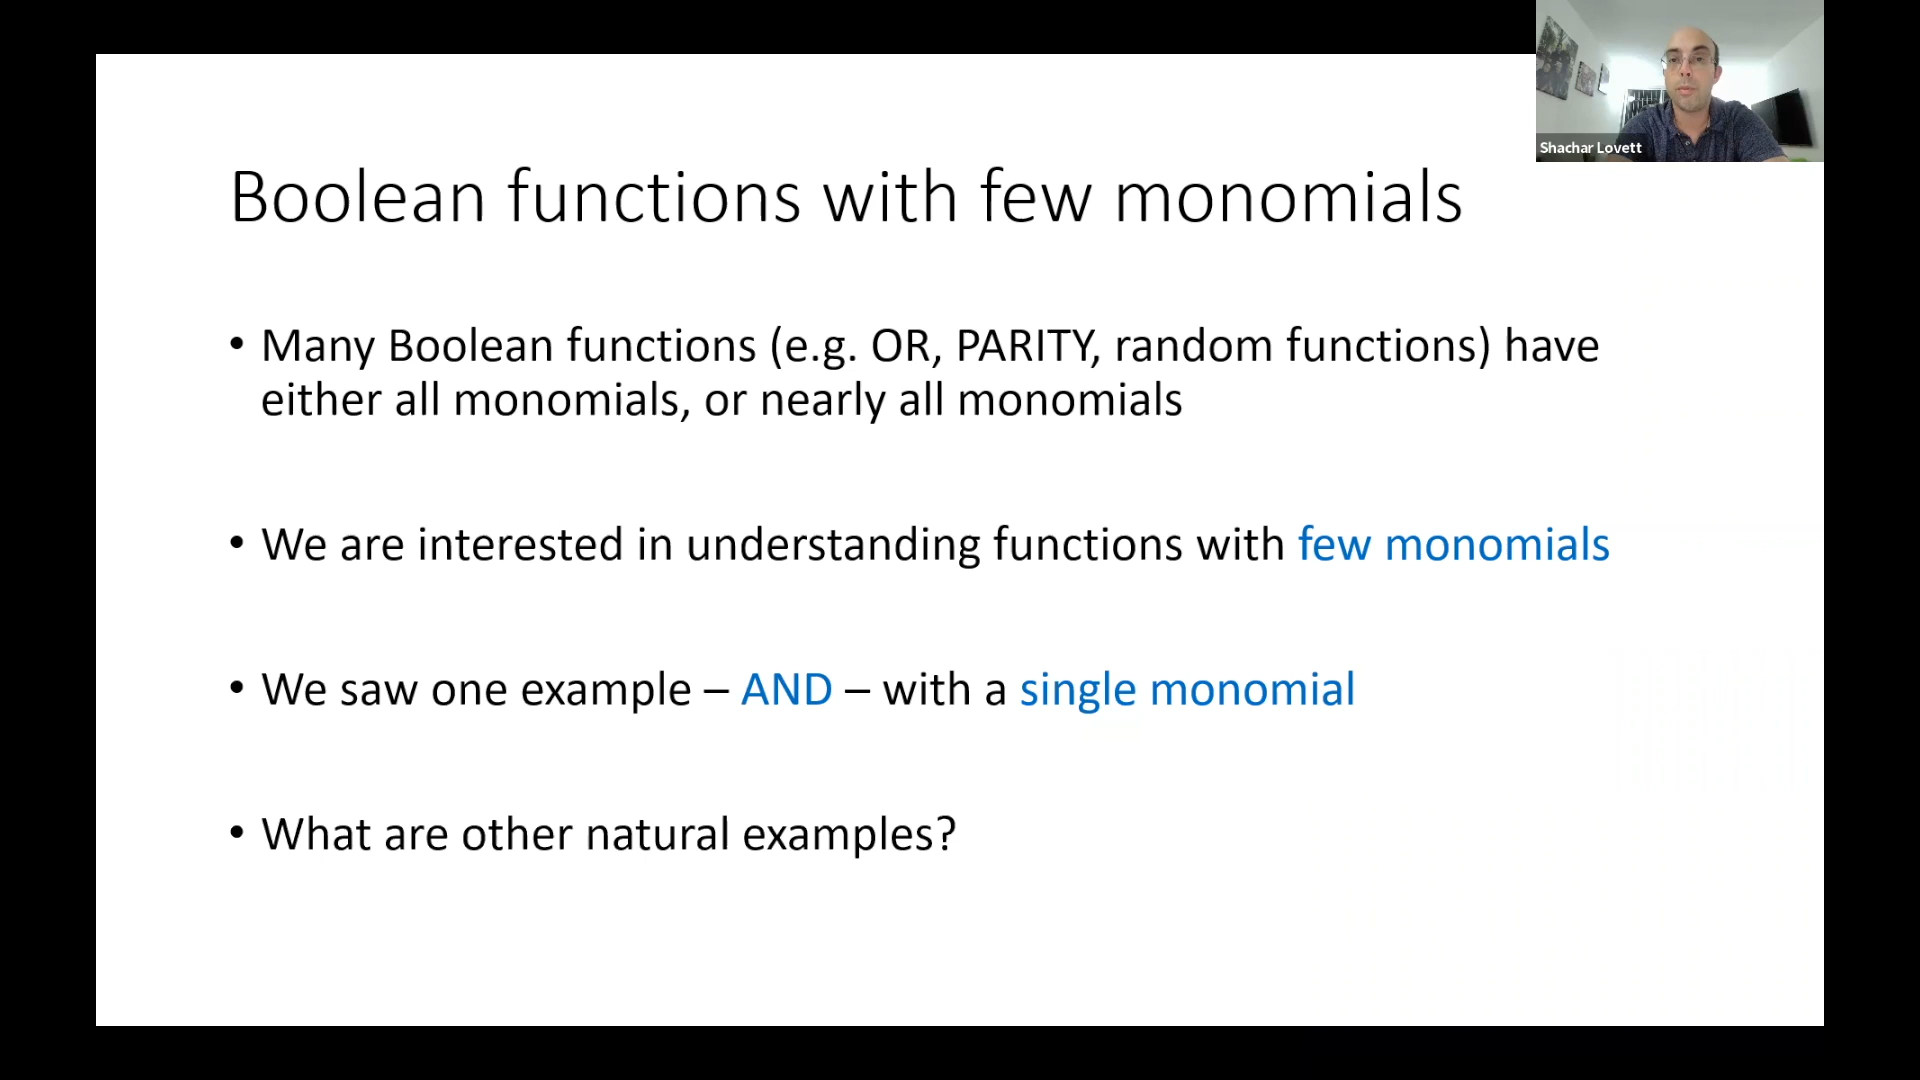 Shachar Lovett
Boolean functions with few monomials
• Many Boolean functions (e.g. OR, PARITY, random functions) have
either all monomials, or nearly all monomials
• We are interested in understanding functions with few monomials
• We saw one example – AND – with a single monomial
• What are other natural examples?